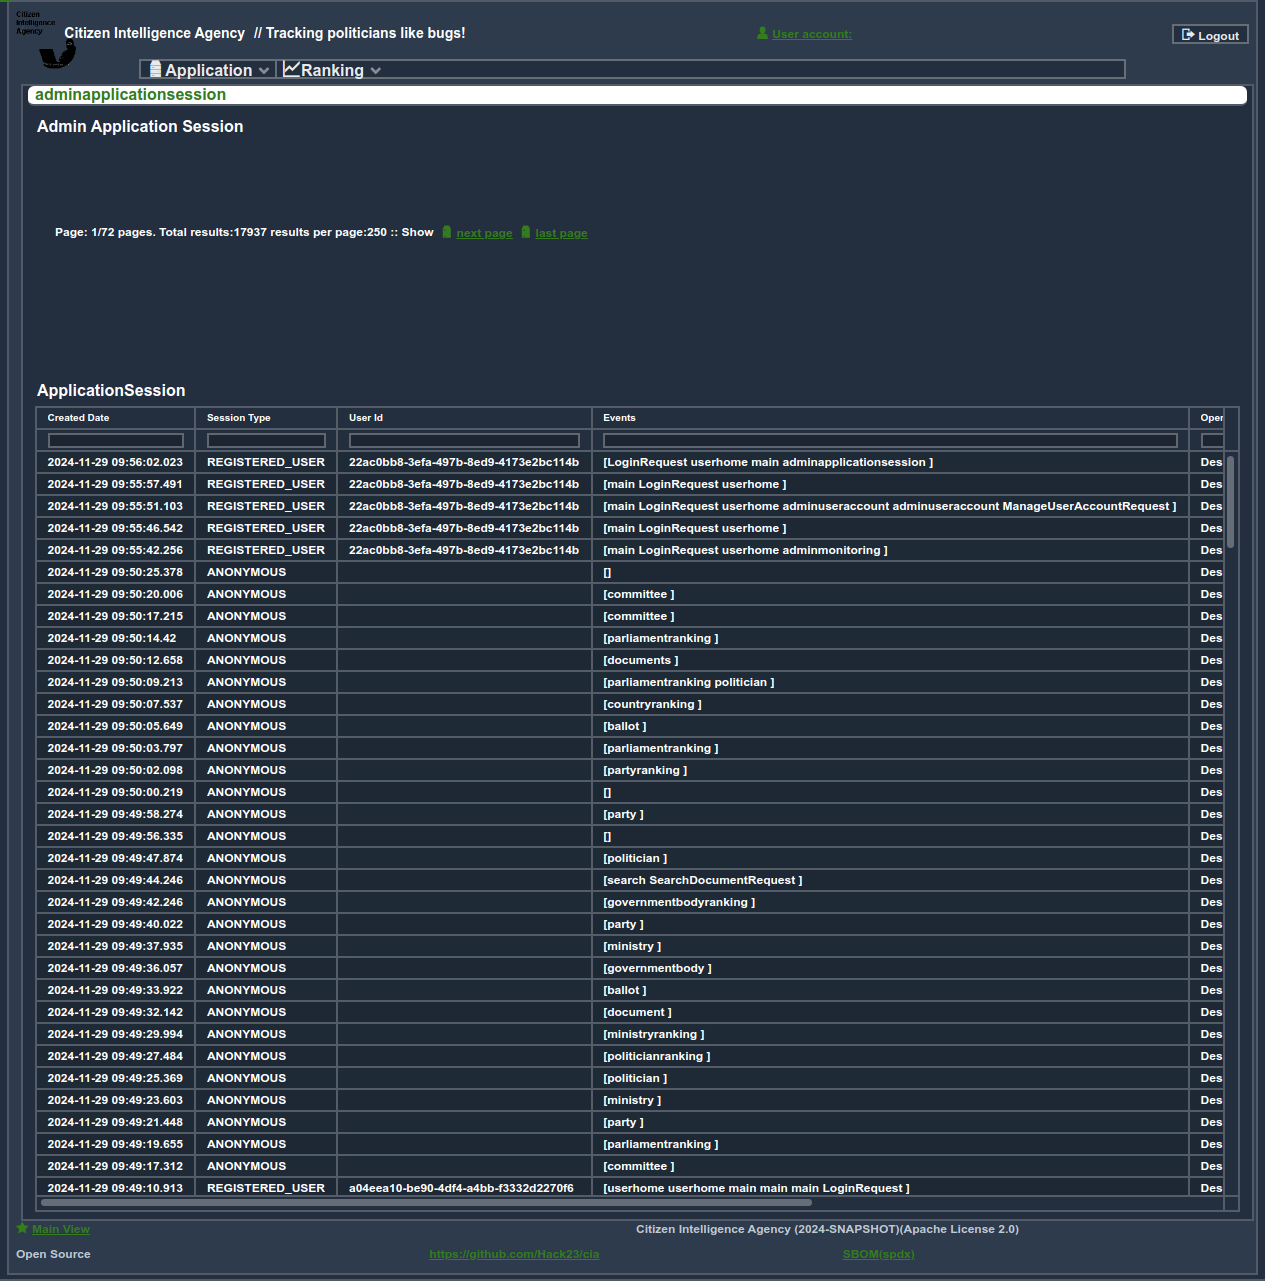 Citizen
Intelligence
Agency
Citizen Intelligence Agency // Tracking politicians like bugs!
User account:
Logout
Application
Ranking
adminapplicationsession
Admin Application Session
Page: 1/72 pages. Total results:17937 results per page:250 :: Show next page last page
ApplicationSession
Created Date Session Type User Id Events Oper
2024-11-29 09:56:02.023 REGISTERED_USER 22ac0bb8-3efa-497b-8ed9-4173e2bc114b [LoginRequest userhome main adminapplicationsession ] Des
2024-11-29 09:55:57.491 REGISTERED_USER 22ac0bb8-3efa-497b-8ed9-4173e2bc114b [main LoginRequest userhome ] Des
2024-11-29 09:55:51.103 REGISTERED_USER 22ac0bb8-3efa-497b-8ed9-4173e2bc114b [main LoginRequest userhome adminuseraccount adminuseraccount ManageUserAccountRequest ] Des
2024-11-29 09:55:46.542 REGISTERED_USER 22ac0bb8-3efa-497b-8ed9-4173e2bc114b [main LoginRequest userhome ] Des
2024-11-29 09:55:42.256 REGISTERED_USER 22ac0bb8-3efa-497b-8ed9-4173e2bc114b [main LoginRequest userhome adminmonitoring ] Des
2024-11-29 09:50:25.378 ANONYMOUS [] Des
2024-11-29 09:50:20.006 ANONYMOUS [committee ] Des
2024-11-29 09:50:17.215 ANONYMOUS [committee ] Des
2024-11-29 09:50:14.42 ANONYMOUS [parliamentranking ] Des
2024-11-29 09:50:12.658 ANONYMOUS [documents ] Des
2024-11-29 09:50:09.213 ANONYMOUS [parliamentranking politician ] Des
2024-11-29 09:50:07.537 ANONYMOUS [countryranking ] Des
2024-11-29 09:50:05.649 ANONYMOUS [ballot ] Des
2024-11-29 09:50:03.797 ANONYMOUS [parliamentranking ] Des
2024-11-29 09:50:02.098 ANONYMOUS [partyranking ] Des
2024-11-29 09:50:00.219 ANONYMOUS [] Des
2024-11-29 09:49:58.274 ANONYMOUS [party ] Des
2024-11-29 09:49:56.335 ANONYMOUS [] Des
2024-11-29 09:49:47.874 ANONYMOUS [politician ] Des
2024-11-29 09:49:44.246 ANONYMOUS [search SearchDocumentRequest ] Des
2024-11-29 09:49:42.246 ANONYMOUS [governmentbodyranking ] Des
2024-11-29 09:49:40.022 ANONYMOUS [party ] Des
2024-11-29 09:49:37.935 ANONYMOUS [ministry ] Des
2024-11-29 09:49:36.057 ANONYMOUS [governmentbody ] Des
2024-11-29 09:49:33.922 ANONYMOUS [ballot ] Des
2024-11-29 09:49:32.142 ANONYMOUS [document ] Des
2024-11-29 09:49:29.994 ANONYMOUS [ministryranking ] Des
2024-11-29 09:49:27.484 ANONYMOUS [politicianranking ] Des
2024-11-29 09:49:25.369 ANONYMOUS [politician ] Des
2024-11-29 09:49:23.603 ANONYMOUS [ministry ] Des
2024-11-29 09:49:21.448 ANONYMOUS [party ] Des
2024-11-29 09:49:19.655 ANONYMOUS [parliamentranking ] Des
2024-11-29 09:49:17.312 ANONYMOUS [committee ] Des
2024-11-29 09:49:10.913 REGISTERED_USER a04eea10-be90-4df4-a4bb-f3332d2270f6 [userhome userhome main main main LoginRequest ] Des
Main View
Citizen Intelligence Agency (2024-SNAPSHOT)(Apache License 2.0)
Open Source
https://github.com/Hack23/cia
SBOM(spdx)